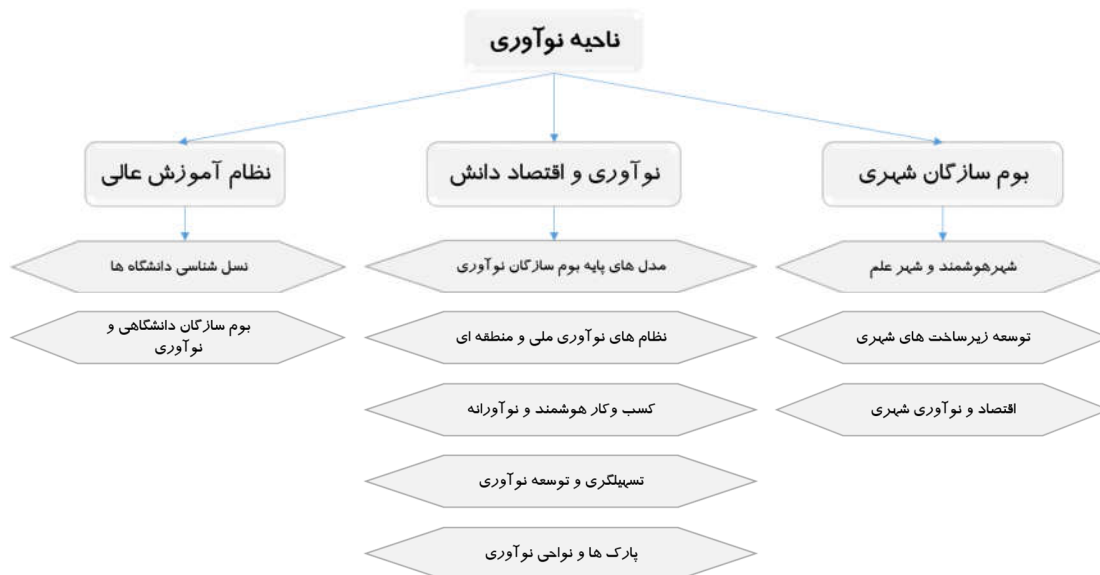 ناحیه نوآوری
بوم سازگان شهری
نوآوری و اقتصاد دانش
نظام آموزش عالی
شهرهوشمند و شهر علم
توسعه زیرساخت های شهری
اقتصاد و نوآوری شهری
مدل های پایه بوم سازگان نوآوری
نظام های نوآوری ملی و منطقه ای
کسب وکار هوشمند و نوآورانه
تسهیلگری و توسعه نوآوری
پارک ها و نواحی نوآوری
نسل شناسی دانشگاه ها
بوم سازگان دانشگاهی و
نوآوری